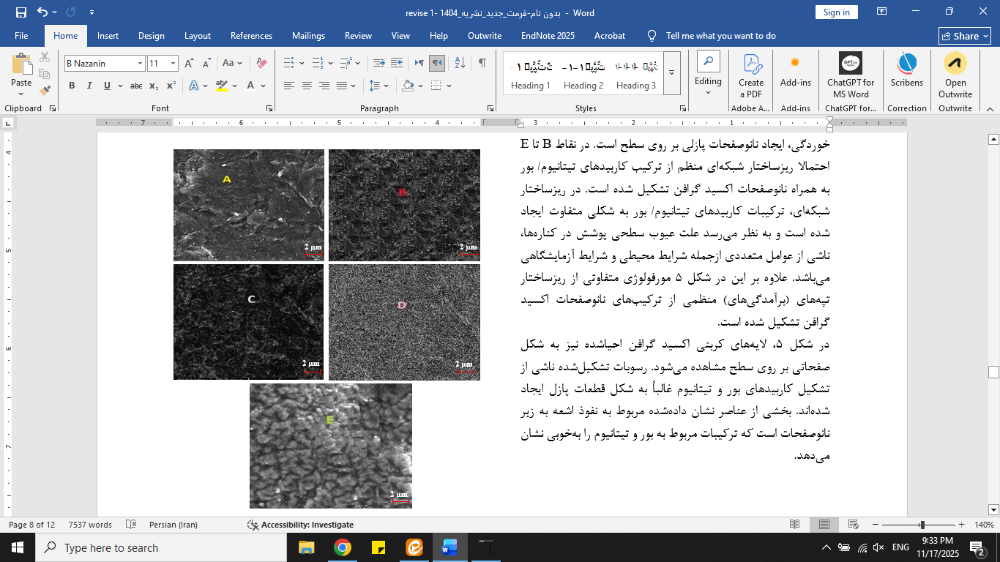 revise 1- 1404_بدون نام-فرمت_جدید_نشریه - Word
Sign in
File Home Insert Design Layout References Mailings Review View Help Outwrite EndNote 2025 Acrobat Tell me what you want to do Share
Paste
Clipboard
B Nazanin 11
Font
Paragraph
Heading 1 Heading 2 Heading 3
Styles
Editing
Create a PDF
Adobe A...
Add-ins
Add-ins
ChatGPT for MS Word
ChatGPT for...
Scribens
Correction
Open Outwrite
Outwrite
7 6 5 4 3 2 1
خوردگی، ایجاد نانوصفحات پازلی بر روی سطح است. در نقاط B تا E
احتمالا ریزساختار شبکه‌ای منظم از ترکیب کاربیدهای تیتانیوم/ بور
به همراه نانوصفحات اکسید گرافن تشکیل شده است. در ریزساختار
شبکه‌ای، ترکیبات کاربیدهای تیتانیوم/ بور به شکلی متفاوت ایجاد
شده است و به نظر می‌رسد علت عیوب سطحی پوشش در کناره‌ها،
ناشی از عوامل متعددی ازجمله شرایط محیطی و شرایط آزمایشگاهی
می‌باشد. علاوه بر این در شکل ۵ مورفولوژی متفاوتی از ریزساختار
تپه‌های (برآمدگی‌های) منظمی از ترکیب‌های نانوصفحات اکسید
گرافن تشکیل شده است.
در شکل ۵، لایه‌های کربنی اکسید گرافن احیاشده نیز به شکل
صفحاتی بر روی سطح مشاهده می‌شود. رسوبات تشکیل‌شده ناشی از
تشکیل کاربیدهای بور و تیتانیوم غالباً به شکل قطعات پازل ایجاد
شده‌اند. بخشی از عناصر نشان داده‌شده مربوط به نفوذ اشعه به زیر
نانوصفحات است که ترکیبات مربوط به بور و تیتانیوم را به‌خوبی نشان
می‌دهد.
A
2 µm
B
2 µm
C
2 µm
D
2 µm
E
2 µm
4
5
6
7
Page 8 of 12 7537 words Persian (Iran) Accessibility: Investigate 140%
Type here to search
ENG
9:33 PM
11/17/2025
2